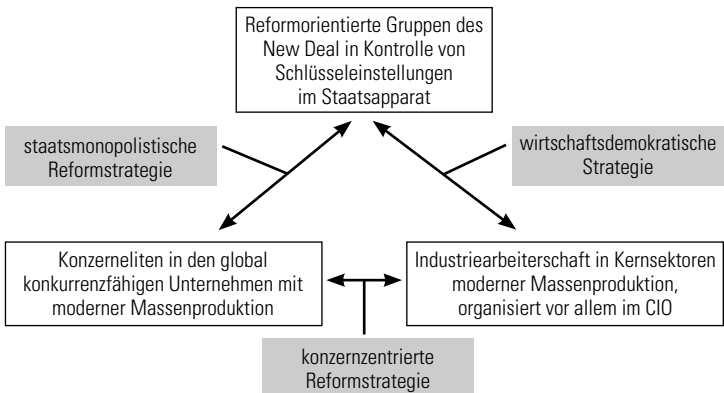 Reformorientierte Gruppen des
New Deal in Kontrolle von
Schlüsseleinstellungen
im Staatsapparat
staatsmonopolistische
Reformstrategie
wirtschaftsdemokratische
Strategie
Konzerneliten in den global
konkurrenzfähigen Unternehmen mit
moderner Massenproduktion
Industriearbeiterschaft in Kernsektoren
moderner Massenproduktion,
organisiert vor allem im CIO
konzernzentrierte
Reformstrategie